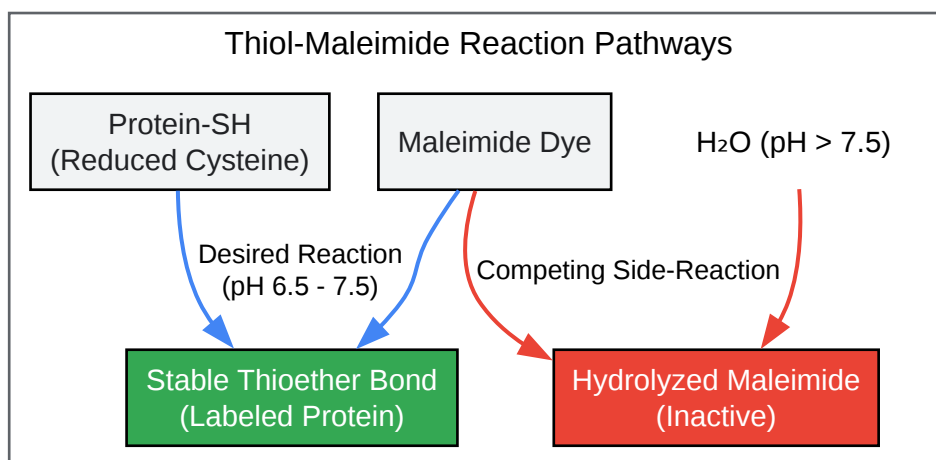 Thiol-Maleimide Reaction Pathways
Protein-SH
(Reduced Cysteine)
Maleimide Dye
H₂O (pH > 7.5)
Desired Reaction
(pH 6.5 - 7.5)
Competing Side-Reaction
Stable Thioether Bond
(Labeled Protein)
Hydrolyzed Maleimide
(Inactive)